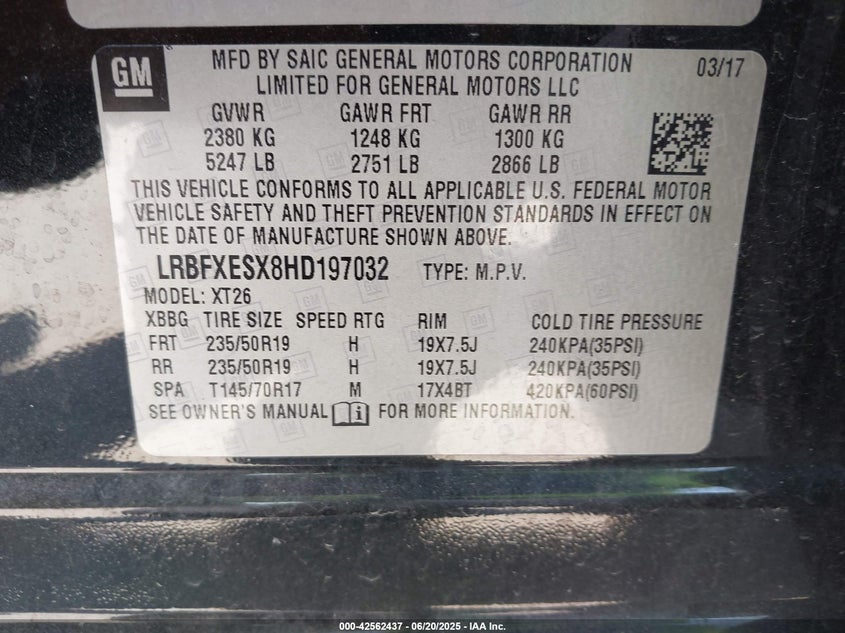 GM
MFD BY SAIC GENERAL MOTORS CORPORATION
LIMITED FOR GENERAL MOTORS LLC
03/17
GVWR GAWR FRT GAWR RR
2380 KG 1248 KG 1300 KG
5247 LB 2751 LB 2866 LB
THIS VEHICLE CONFORMS TO ALL APPLICABLE U.S. FEDERAL MOTOR
VEHICLE SAFETY AND THEFT PREVENTION STANDARDS IN EFFECT ON
THE DATE OF MANUFACTURE SHOWN ABOVE.
LRBFXESX8HD197032 TYPE: M.P.V.
MODEL: XT26
XBBG TIRE SIZE SPEED RTG RIM COLD TIRE PRESSURE
FRT 235/50R19 H 19X7.5J 240KPA(35PSI)
RR 235/50R19 H 19X7.5J 240KPA(35PSI)
SPA T145/70R17 M 17X4BT 420KPA(60PSI)
SEE OWNER'S MANUAL i FOR MORE INFORMATION.
000-42562437 - 06/20/2025 - IAA Inc.